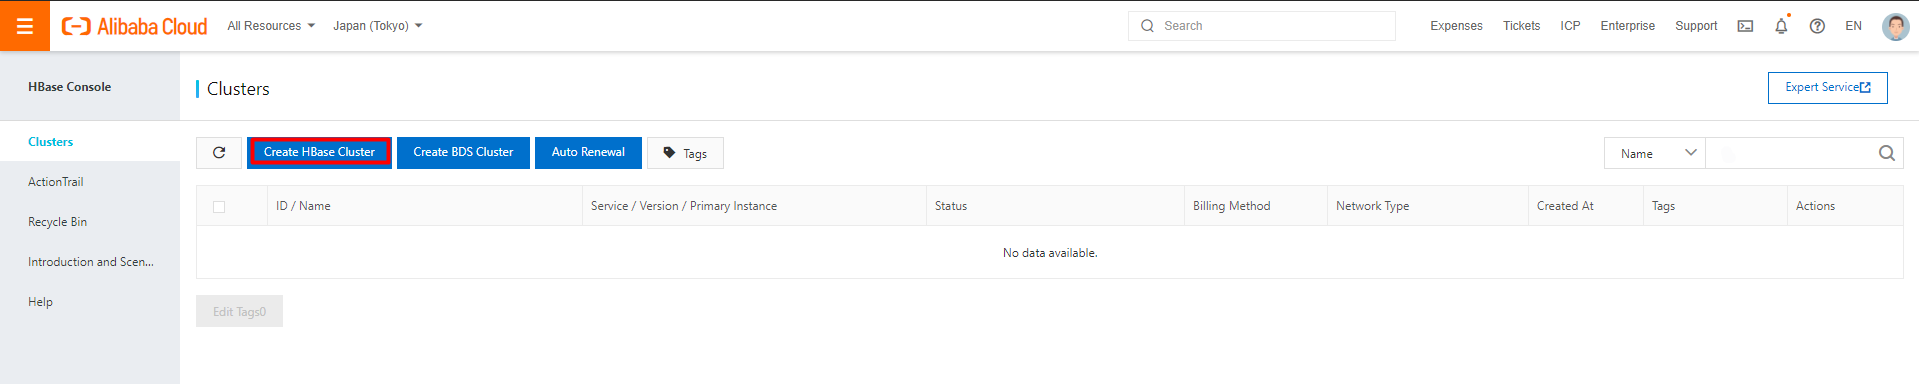 Alibaba Cloud All Resources Japan (Tokyo) Search Expenses Tickets ICP Enterprise Support EN
HBase Console
Clusters
Expert Service
Clusters
Create HBase Cluster Create BDS Cluster Auto Renewal Tags Name
ActionTrail
ID / Name Service / Version / Primary Instance Status Billing Method Network Type Created At Tags Actions
Recycle Bin
No data available.
Introduction and Scen...
Help
Edit Tags0